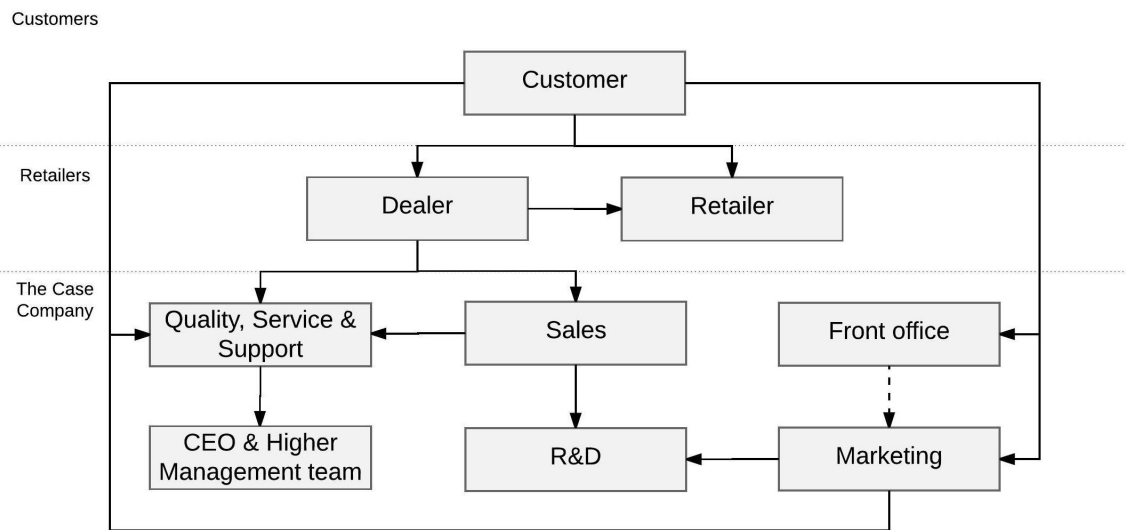 Customers
Customer
Retailers
Dealer
Retailer
The Case
Company
Quality, Service &
Support
Sales
Front office
CEO & Higher
Management team
R&D
Marketing